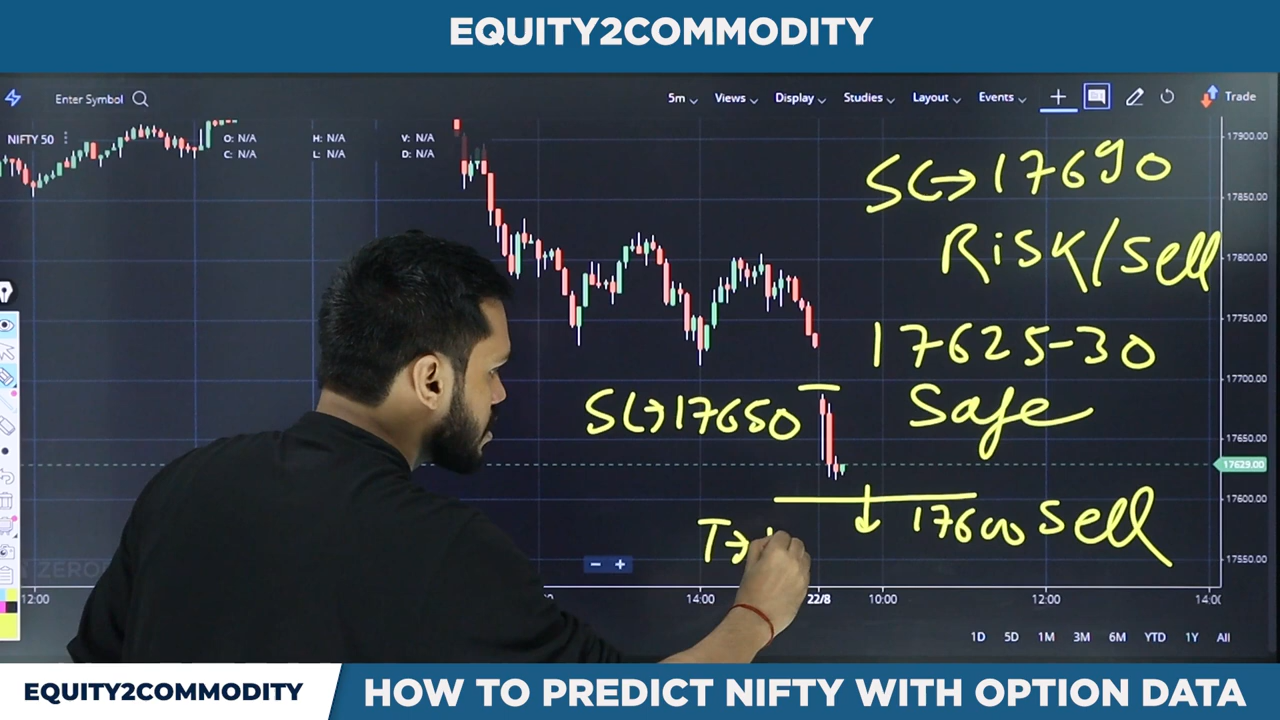 EQUITY2COMMODITY
Enter Symbol
5m Views Display Studies Layout Events Trade
NIFTY 50
O: N/A H: N/A V: N/A
C: N/A L: N/A D: N/A
17900.00
17850.00
17800.00
17750.00
17700.00
17650.00
17629.00
17600.00
17550.00
17690
Risk/Sell
17625-30
Safe
17650
17600 Sell
T→
12:00 14:00 22/8 10:00 12:00 14:00
1D 5D 1M 3M 6M YTD 1Y All
EQUITY2COMMODITY
HOW TO PREDICT NIFTY WITH OPTION DATA